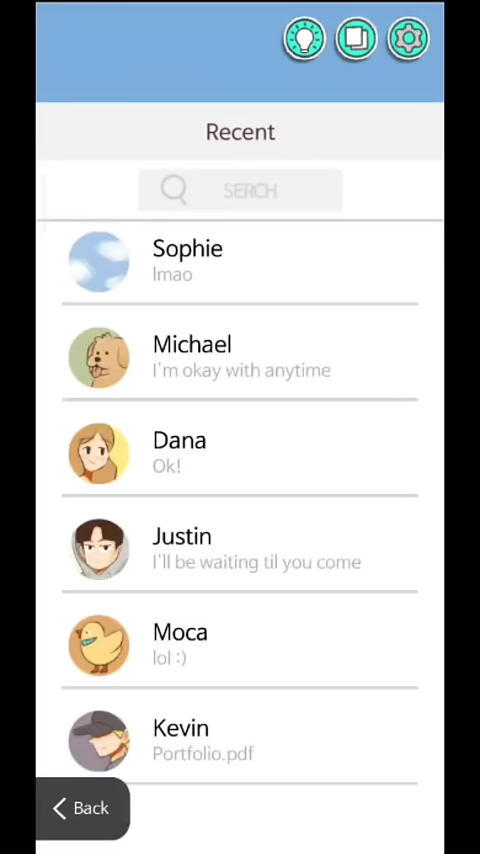 Recent
SERCH
Sophie
lmao
Michael
I'm okay with anytime
Dana
Ok!
Justin
I'll be waiting til you come
Moca
lol :)
Kevin
Portfolio.pdf
Back